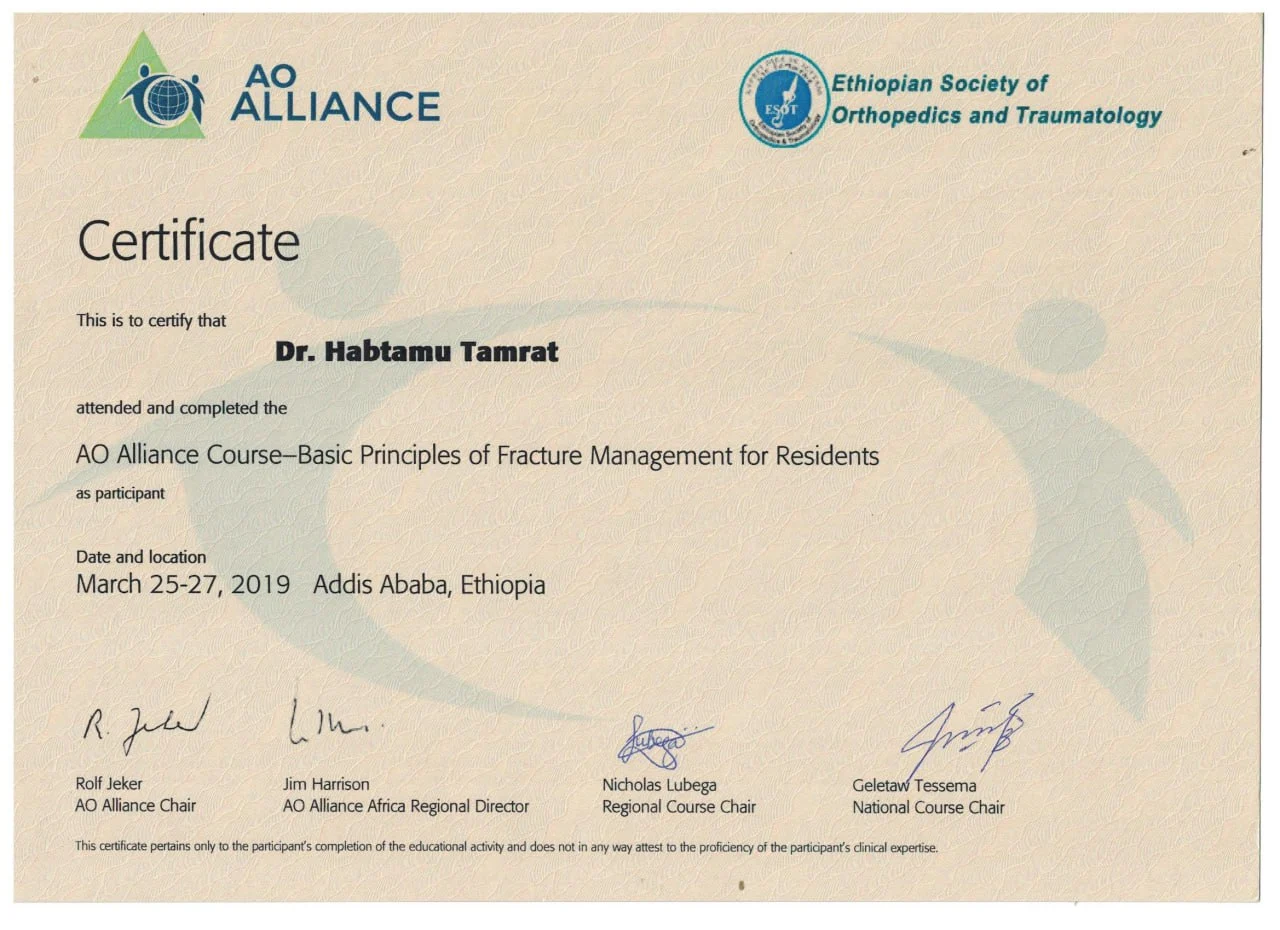 AO
ALLIANCE
ESOT
Ethiopian Society of
Orthopedics and Traumatology
Certificate
This is to certify that
Dr. Habtamu Tamrat
attended and completed the
AO Alliance Course–Basic Principles of Fracture Management for Residents
as participant
Date and location
March 25-27, 2019 Addis Ababa, Ethiopia
R. Jeker
Lubega
Rolf Jeker
AO Alliance Chair
Jim Harrison
AO Alliance Africa Regional Director
Nicholas Lubega
Regional Course Chair
Geletaw Tessema
National Course Chair
This certificate pertains only to the participant's completion of the educational activity and does not in any way attest to the proficiency of the participant's clinical expertise.